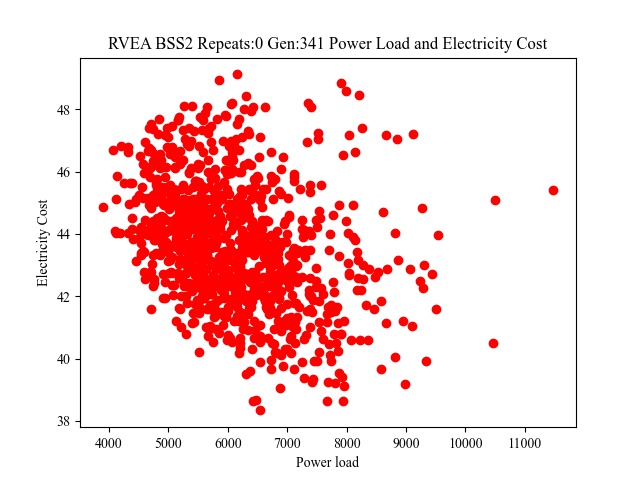 RVEA BSS2 Repeats:0 Gen:341 Power Load and Electricity Cost
48
46
44
42
40
38
Electricity Cost
4000 5000 6000 7000 8000 9000 10000 11000
Power load